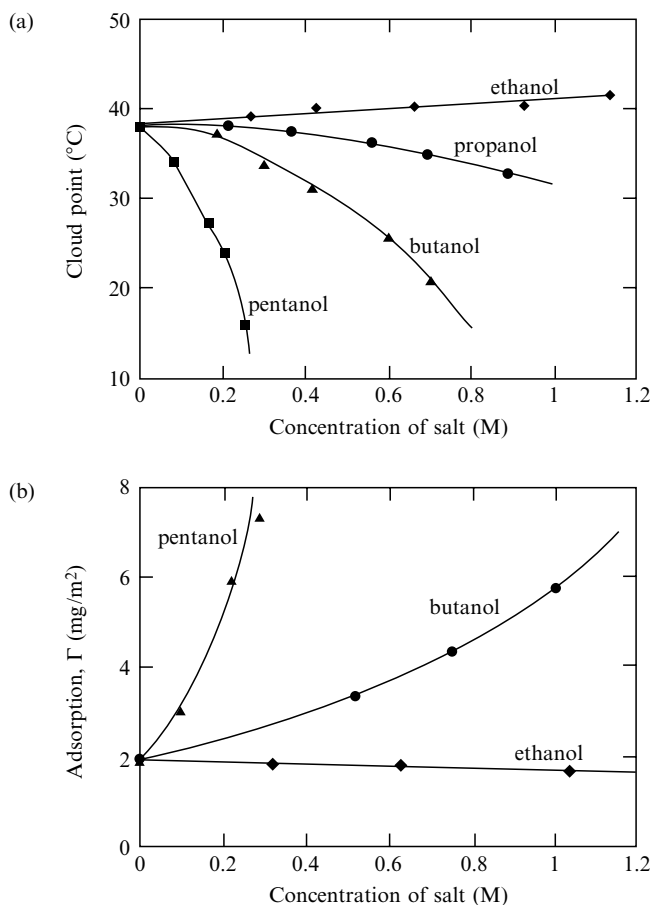 (a)
50
40
30
20
10
Cloud point (°C)
ethanol
propanol
butanol
pentanol
0 0.2 0.4 0.6 0.8 1 1.2
Concentration of salt (M)
(b)
8
6
4
2
0
Adsorption, Γ (mg/m²)
pentanol
butanol
ethanol
0 0.2 0.4 0.6 0.8 1 1.2
Concentration of salt (M)